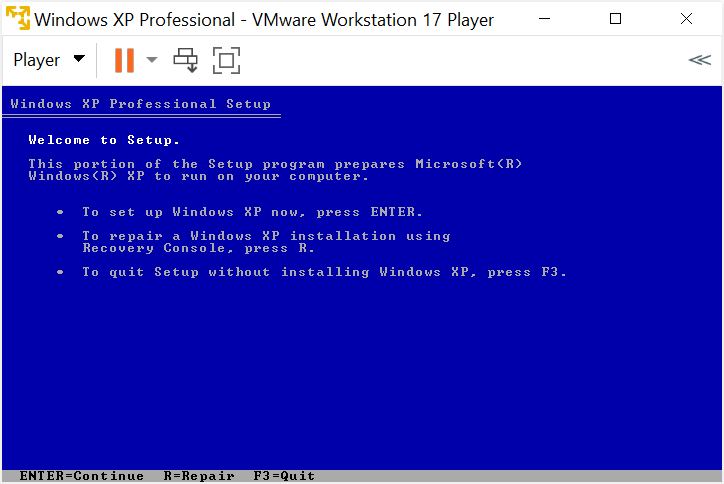 Windows XP Professional - VMware Workstation 17 Player
Player
Windows XP Professional Setup
Welcome to Setup.
This portion of the Setup program prepares Microsoft(R)
Windows(R) XP to run on your computer.
• To set up Windows XP now, press ENTER.
• To repair a Windows XP installation using
Recovery Console, press R.
• To quit Setup without installing Windows XP, press F3.
ENTER=Continue R=Repair F3=Quit